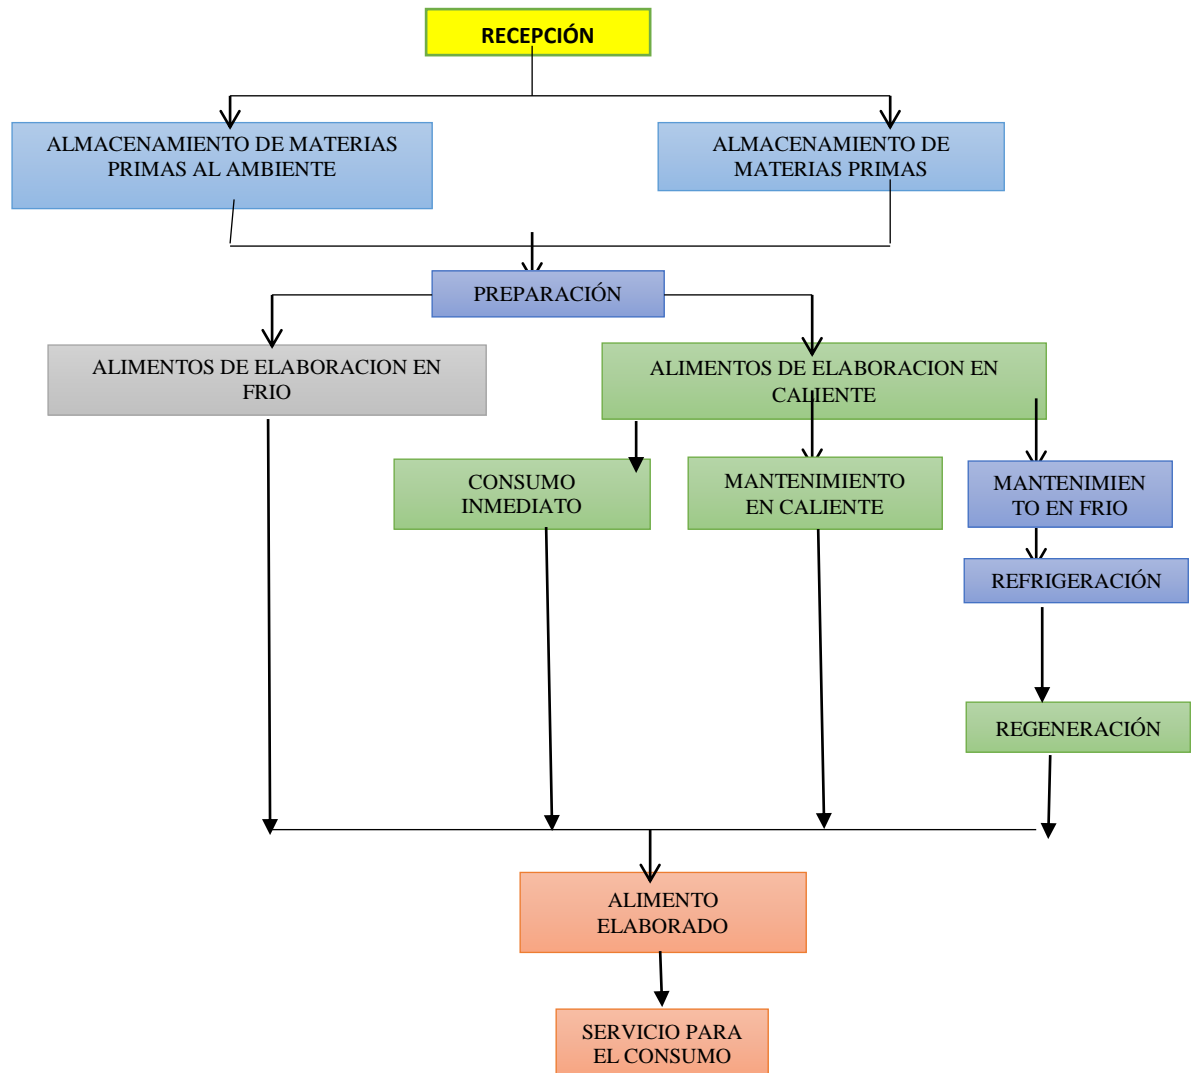 RECEPCIÓN
ALMACENAMIENTO DE MATERIAS
PRIMAS AL AMBIENTE
ALMACENAMIENTO DE
MATERIAS PRIMAS
PREPARACIÓN
ALIMENTOS DE ELABORACION EN
FRIO
ALIMENTOS DE ELABORACION EN
CALIENTE
CONSUMO
INMEDIATO
MANTENIMIENTO
EN CALIENTE
MANTENIMIEN
TO EN FRIO
REFRIGERACIÓN
REGENERACIÓN
ALIMENTO
ELABORADO
SERVICIO PARA
EL CONSUMO